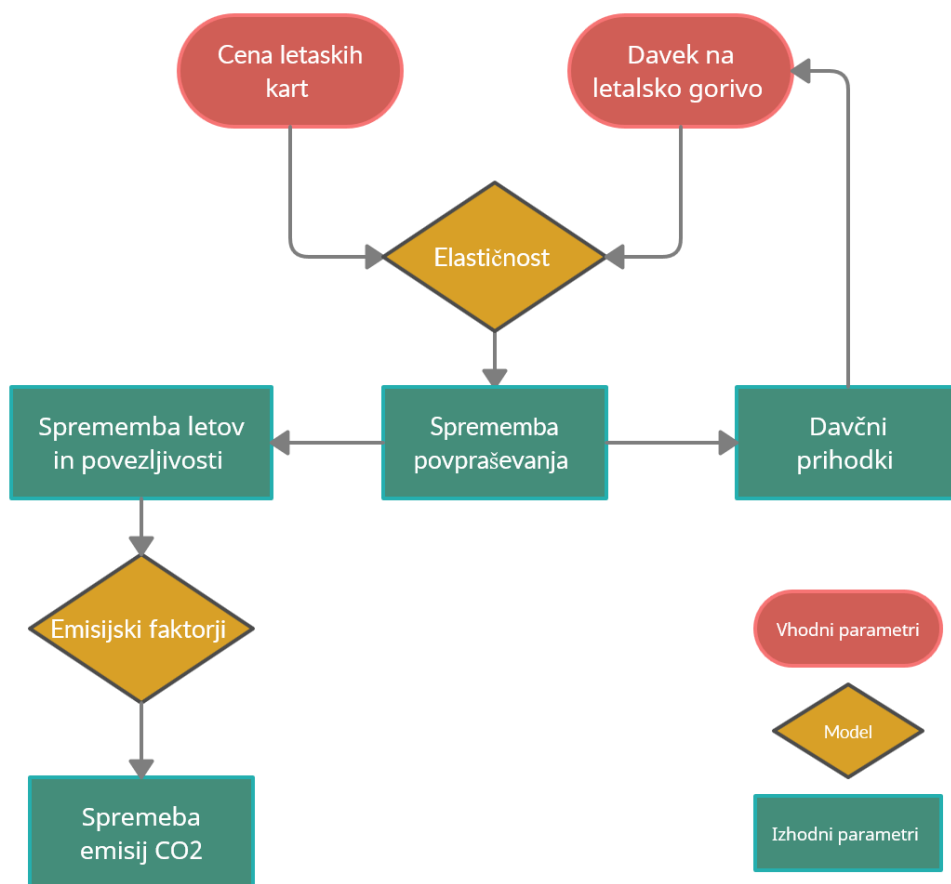 Cena letaskih
kart
Davek na
letalsko gorivo
Elastičnost
Sprememba letov
in povezljivosti
Sprememba
povpraševanja
Davčni
prihodki
Emisijski faktorji
Vhodni parametri
Model
Spremeba
emisij CO2
Izhodni parametri